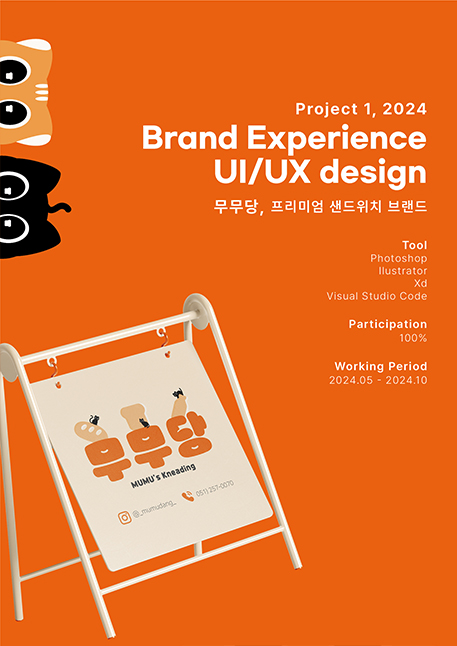 Project 1, 2024
Brand Experience
UI/UX design
무무당, 프리미엄 샌드위치 브랜드
Tool
Photoshop
Ilustrator
Xd
Visual Studio Code
Participation
100%
Working Period
2024.05 - 2024.10
무무당
MUMU's Kneading
@_mumudang_
051) 257-0070